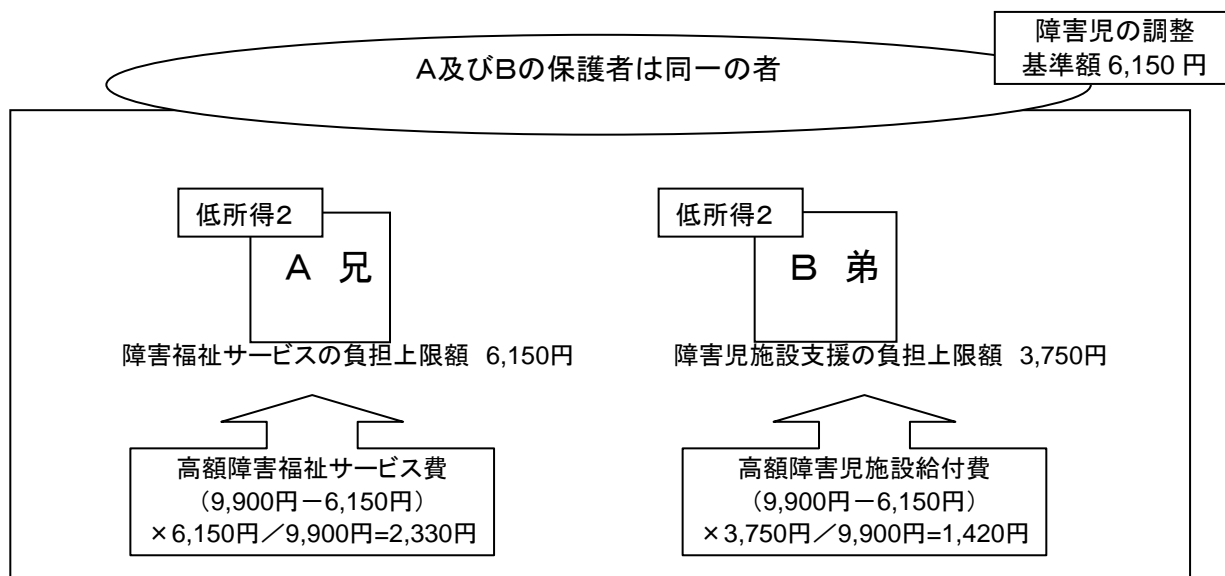 障害児の調整
基準額 6,150 円
A及びBの保護者は同一の者
低所得2
A 兄
障害福祉サービスの負担上限額 6,150円
高額障害福祉サービス費
(9,900円-6,150円)
×6,150円/9,900円=2,330円
低所得2
B 弟
障害児施設支援の負担上限額 3,750円
高額障害児施設給付費
(9,900円-6,150円)
×3,750円/9,900円=1,420円